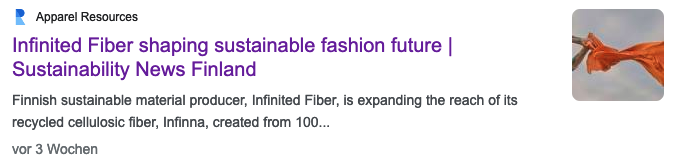 Apparel Resources
Infinited Fiber shaping sustainable fashion future |
Sustainability News Finland
Finnish sustainable material producer, Infinited Fiber, is expanding the reach of its
recycled cellulosic fiber, Infinna, created from 100...
vor 3 Wochen